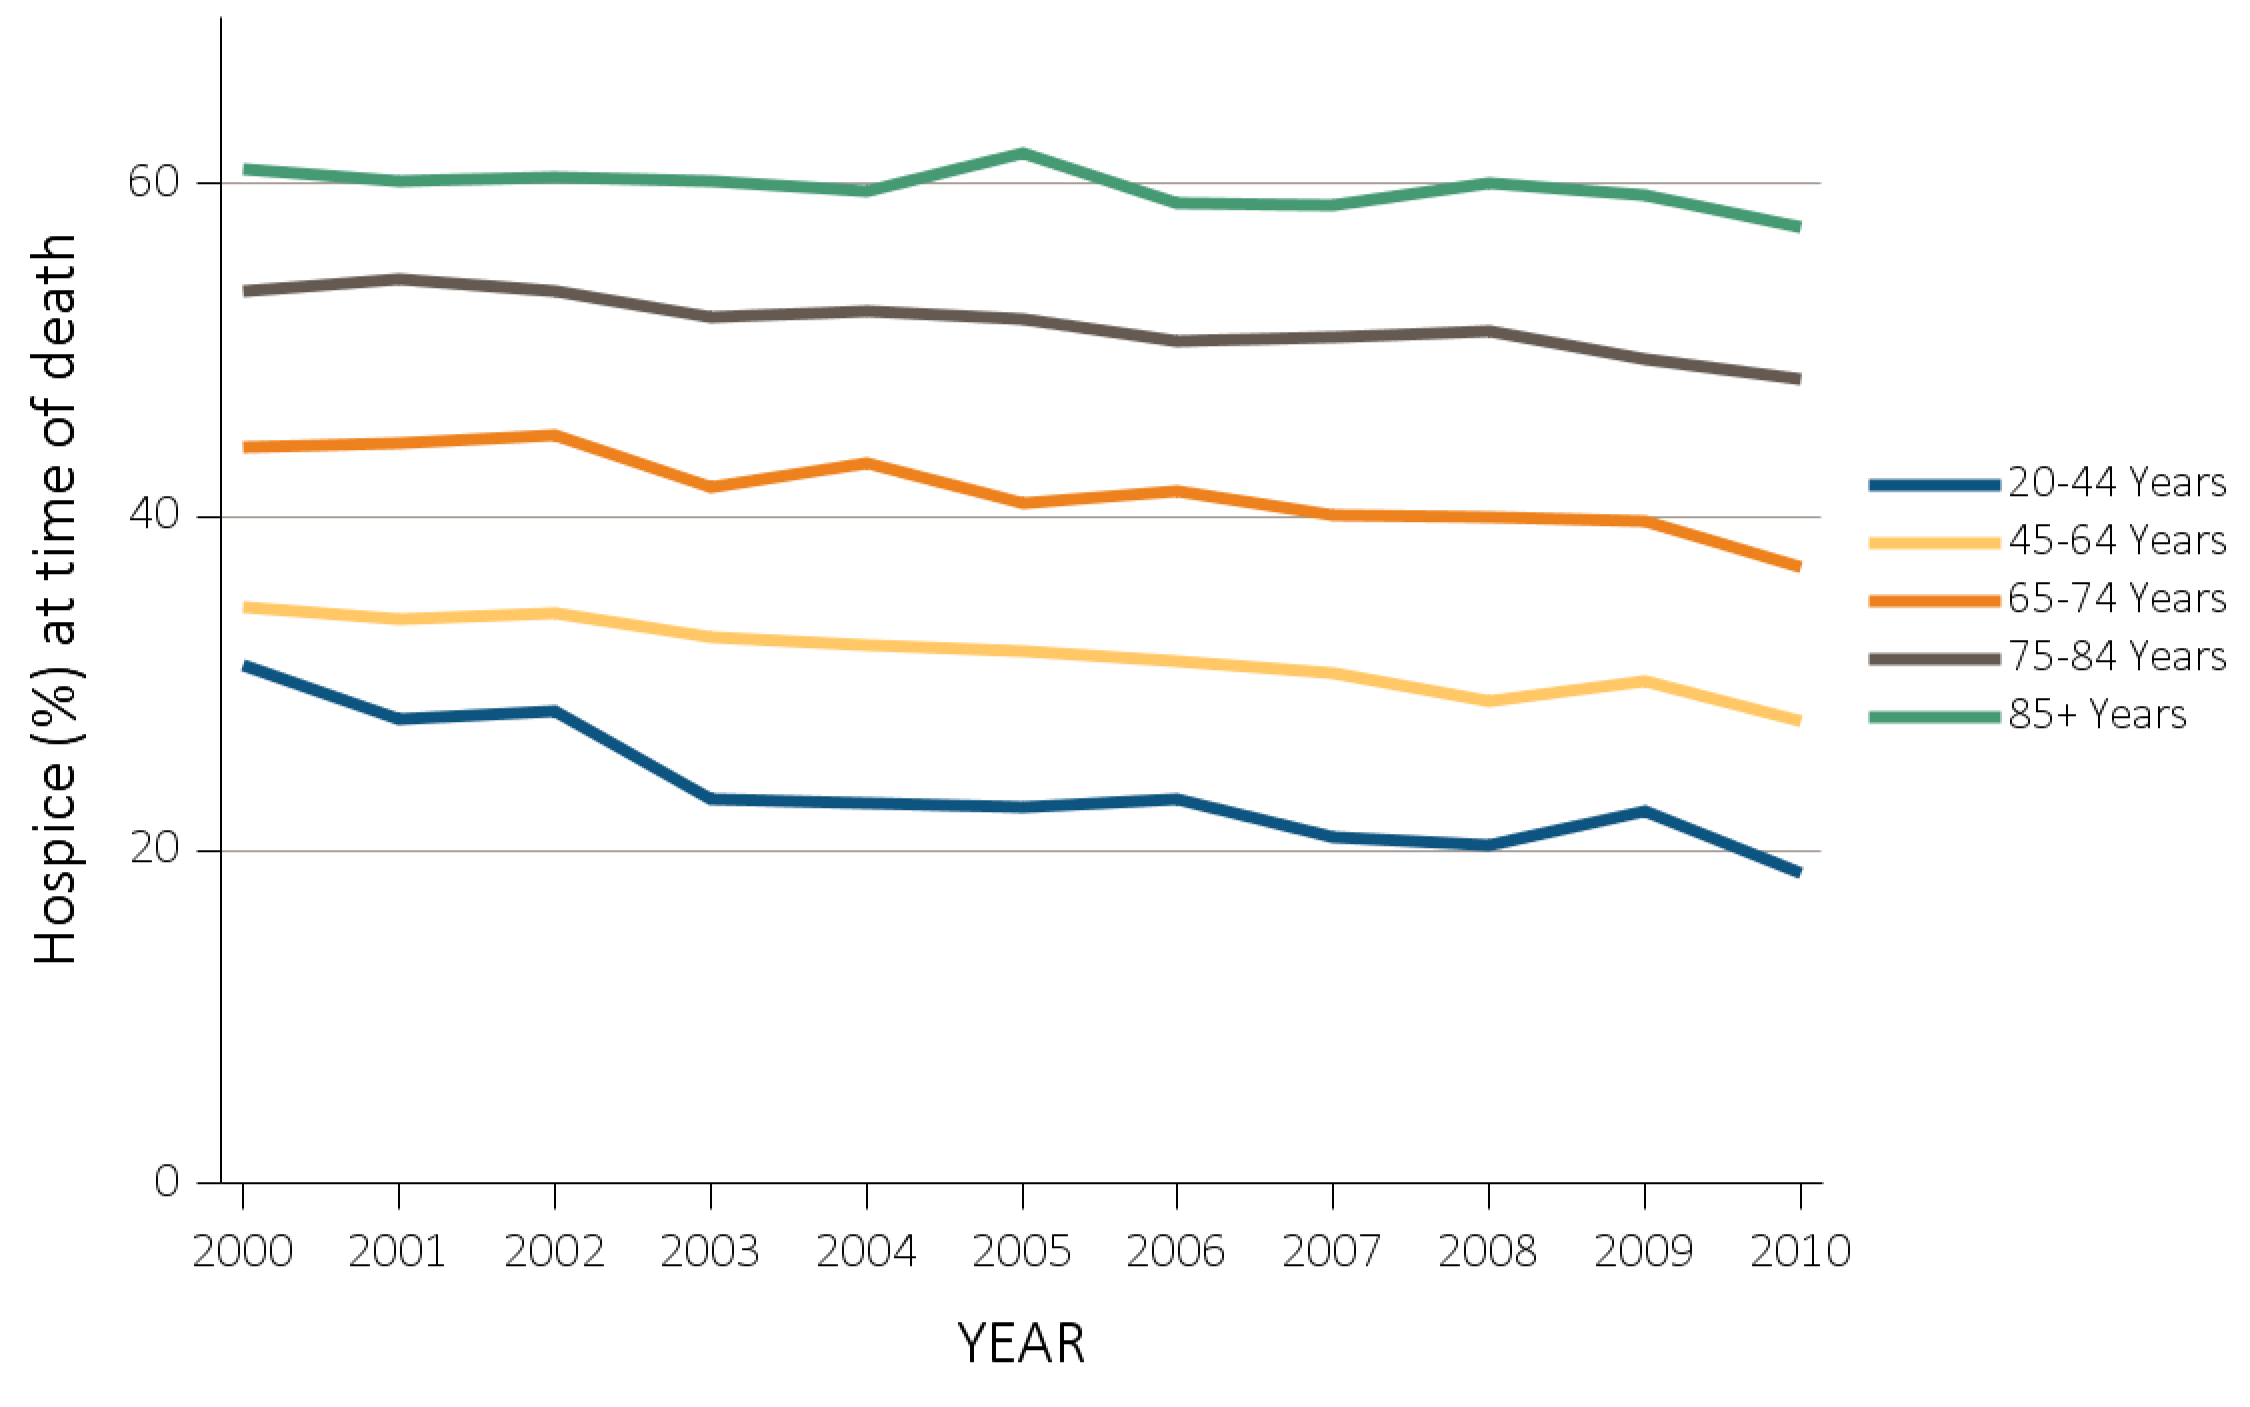 Hospice (%) at time of death
60
40
20
0
2000 2001 2002 2003 2004 2005 2006 2007 2008 2009 2010
YEAR
20-44 Years
45-64 Years
65-74 Years
75-84 Years
85+ Years